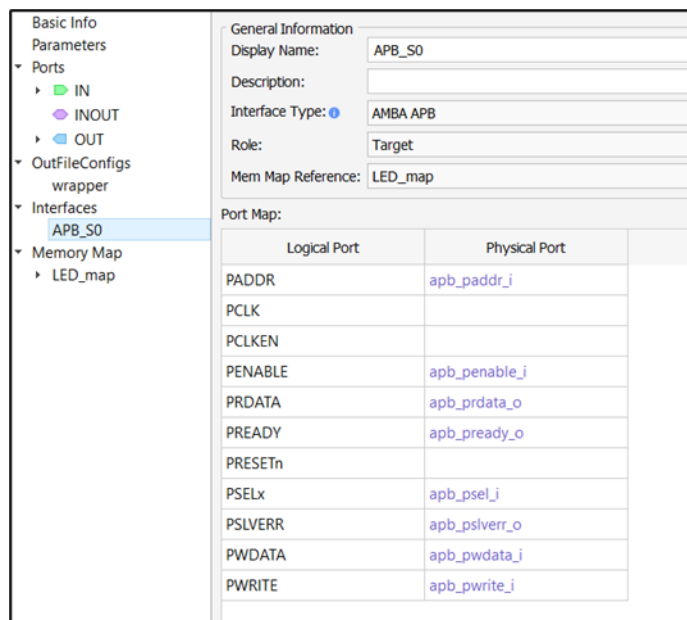 Basic Info
Parameters
Ports
IN
INOUT
OUT
OutFileConfigs
wrapper
Interfaces
APB_S0
Memory Map
LED_map
General Information
Display Name: APB_S0
Description:
Interface Type: AMBA APB
Role: Target
Mem Map Reference: LED_map
Port Map:
Logical Port Physical Port
PADDR apb_paddr_i
PCLK
PCLKEN
PENABLE apb_penable_i
PRDATA apb_prdata_o
PREADY apb_pready_o
PRESETn
PSELx apb_psel_i
PSLVERR apb_pslverr_o
PWDATA apb_pwdata_i
PWRITE apb_pwrite_i